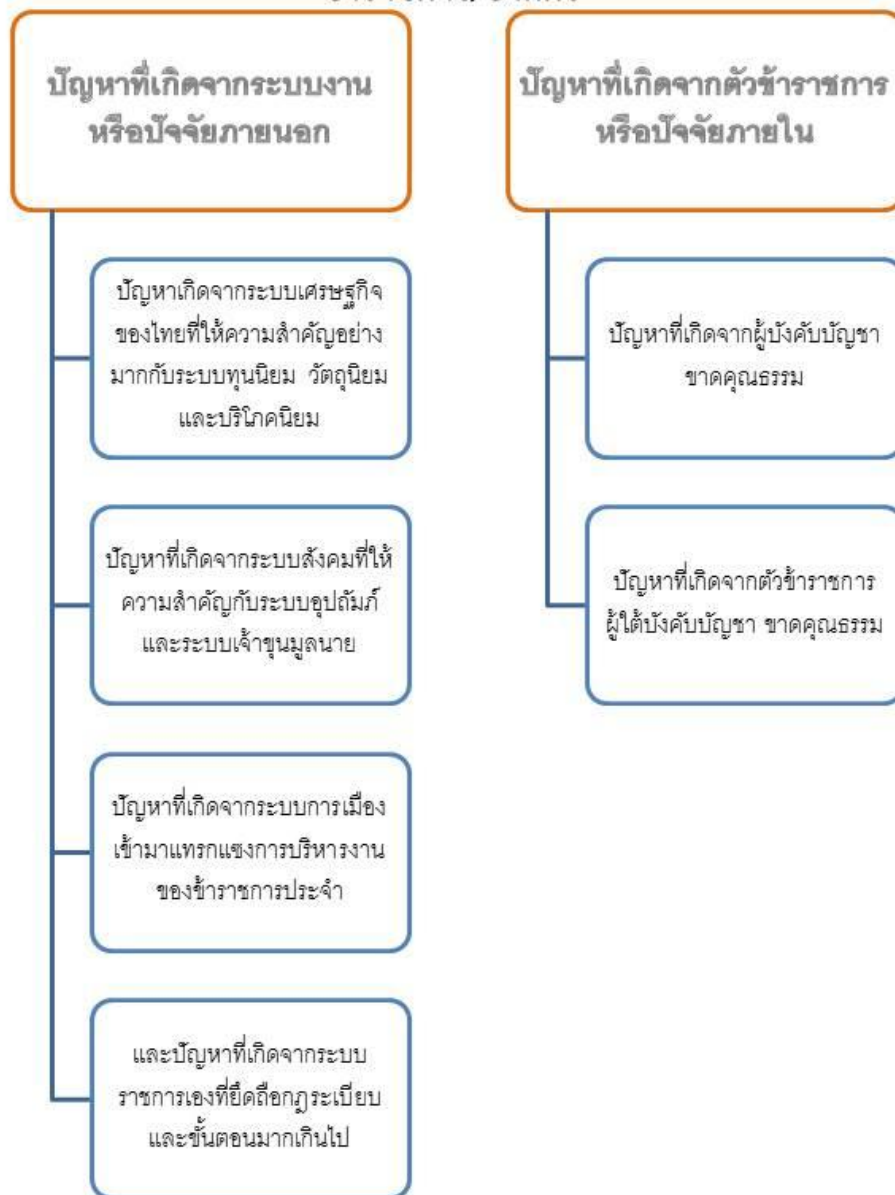 ปัญหาที่เกิดจากระบบงาน
หรือปัจจัยภายนอก
ปัญหาเกิดจากระบบเศรษฐกิจ
ของไทยที่ให้ความสำคัญอย่าง
มากกับระบบทุนนิยม วัตถุนิยม
และบริโภคนิยม
ปัญหาที่เกิดจากระบบสังคมที่ให้
ความสำคัญกับระบบอุปถัมภ์
และระบบเจ้าขุนมูลนาย
ปัญหาที่เกิดจากระบบการเมือง
เข้ามาแทรกแซงการบริหารงาน
ของข้าราชการประจำ
และปัญหาที่เกิดจากระบบ
ราชการเองที่ยึดถือกฎระเบียบ
และขั้นตอนมากเกินไป
ปัญหาที่เกิดจากตัวข้าราชการ
หรือปัจจัยภายใน
ปัญหาที่เกิดจากผู้บังคับบัญชา
ขาดคุณธรรม
ปัญหาที่เกิดจากตัวข้าราชการ
ผู้ใต้บังคับบัญชา ขาดคุณธรรม